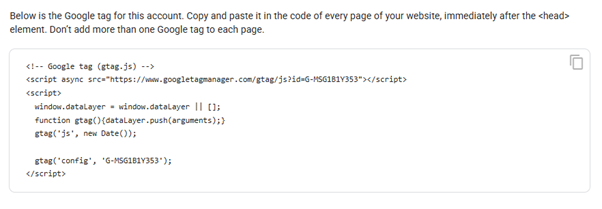 Below is the Google tag for this account. Copy and paste it in the code of every page of your website, immediately after the <head>
element. Don't add more than one Google tag to each page.
<!-- Google tag (gtag.js) -->
<script async src="https://www.googletagmanager.com/gtag/js?id=G-MSG1B1Y353"></script>
<script>
  window.dataLayer = window.dataLayer || [];
  function gtag(){dataLayer.push(arguments);}
  gtag('js', new Date());

  gtag('config', 'G-MSG1B1Y353');
</script>